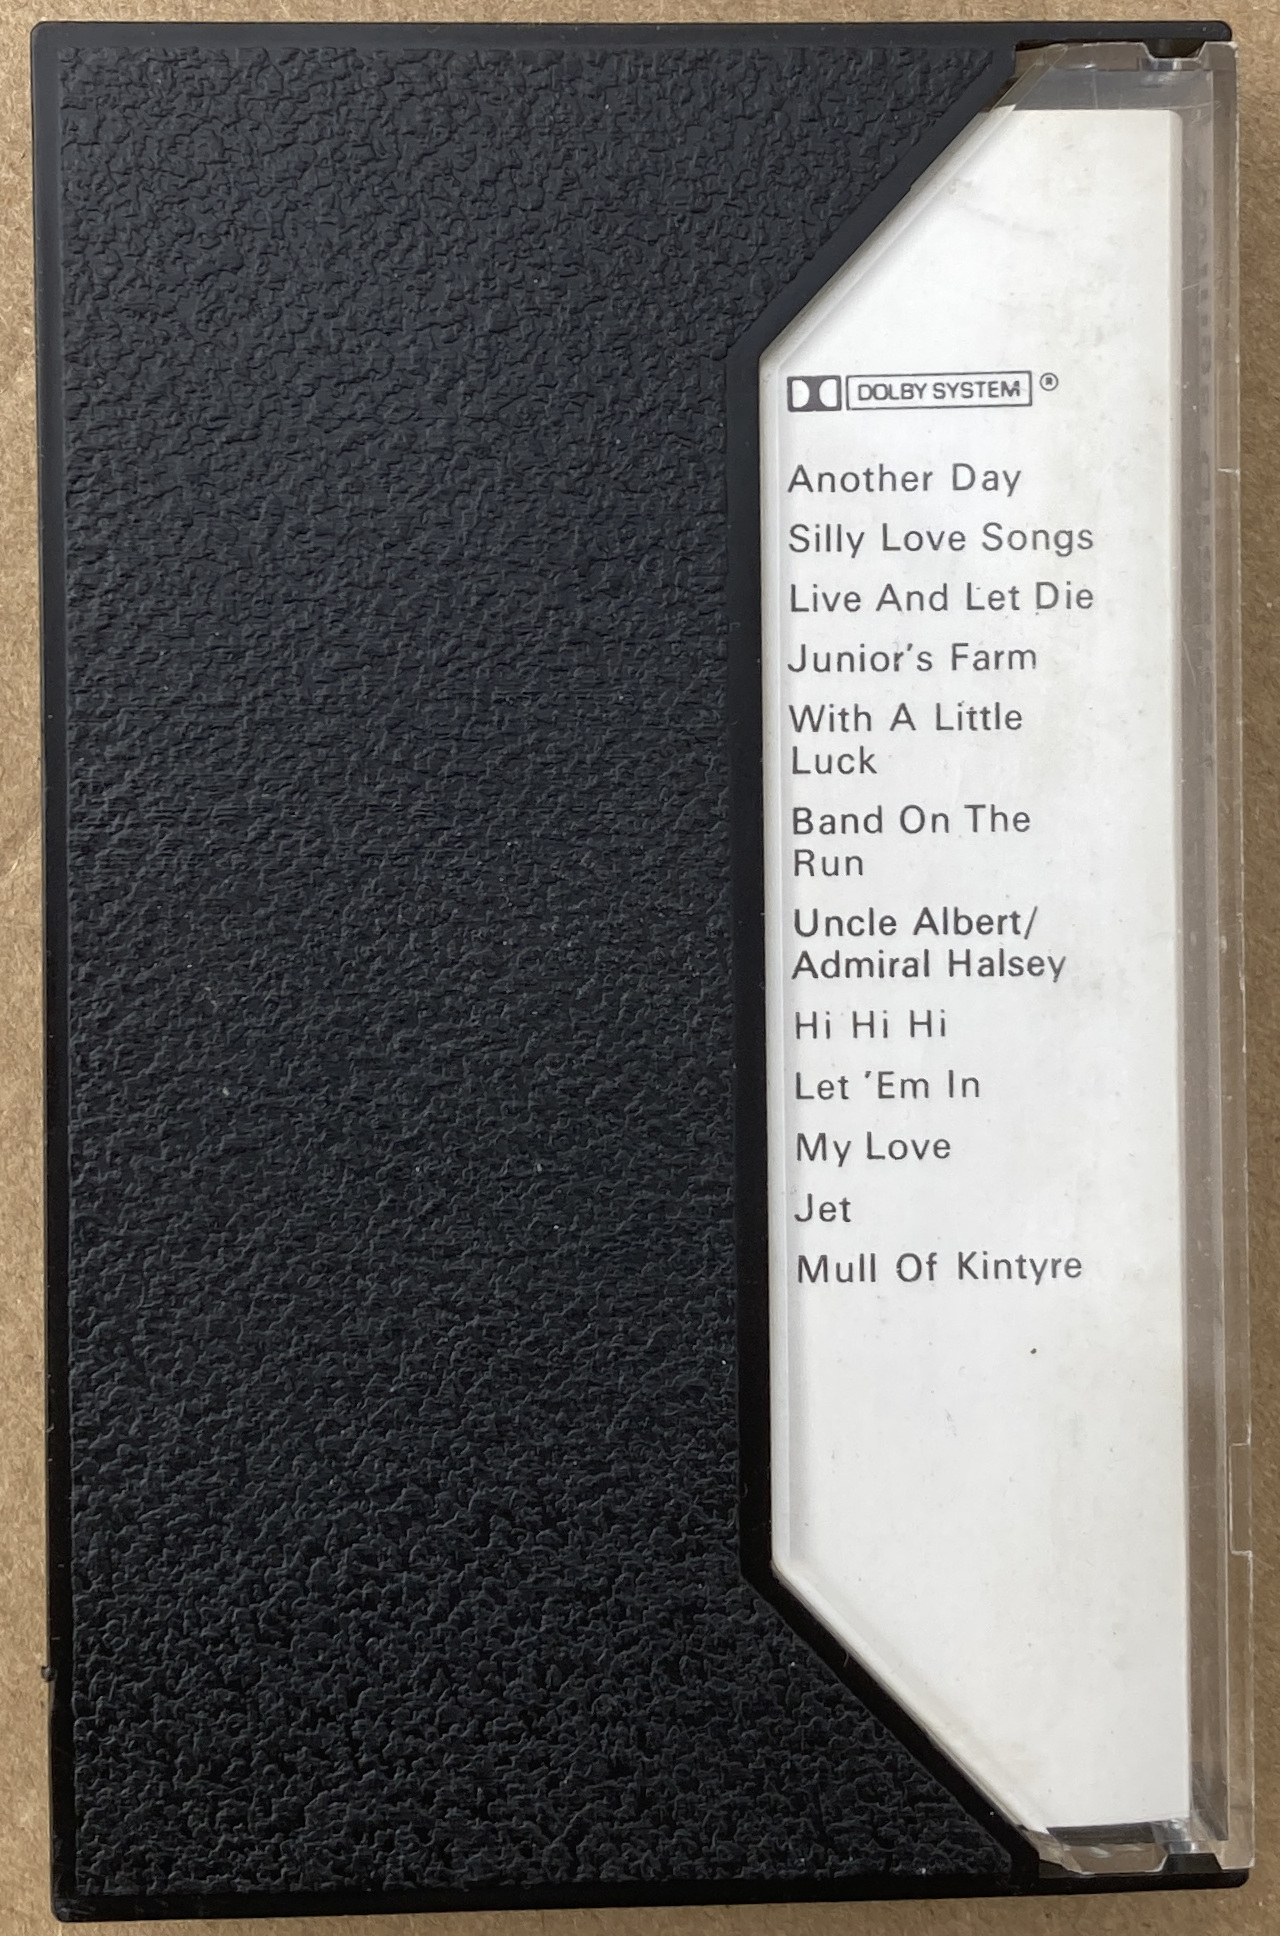 DOLBY SYSTEM ®
Another Day
Silly Love Songs
Live And Let Die
Junior's Farm
With A Little
Luck
Band On The
Run
Uncle Albert/
Admiral Halsey
Hi Hi Hi
Let 'Em In
My Love
Jet
Mull Of Kintyre